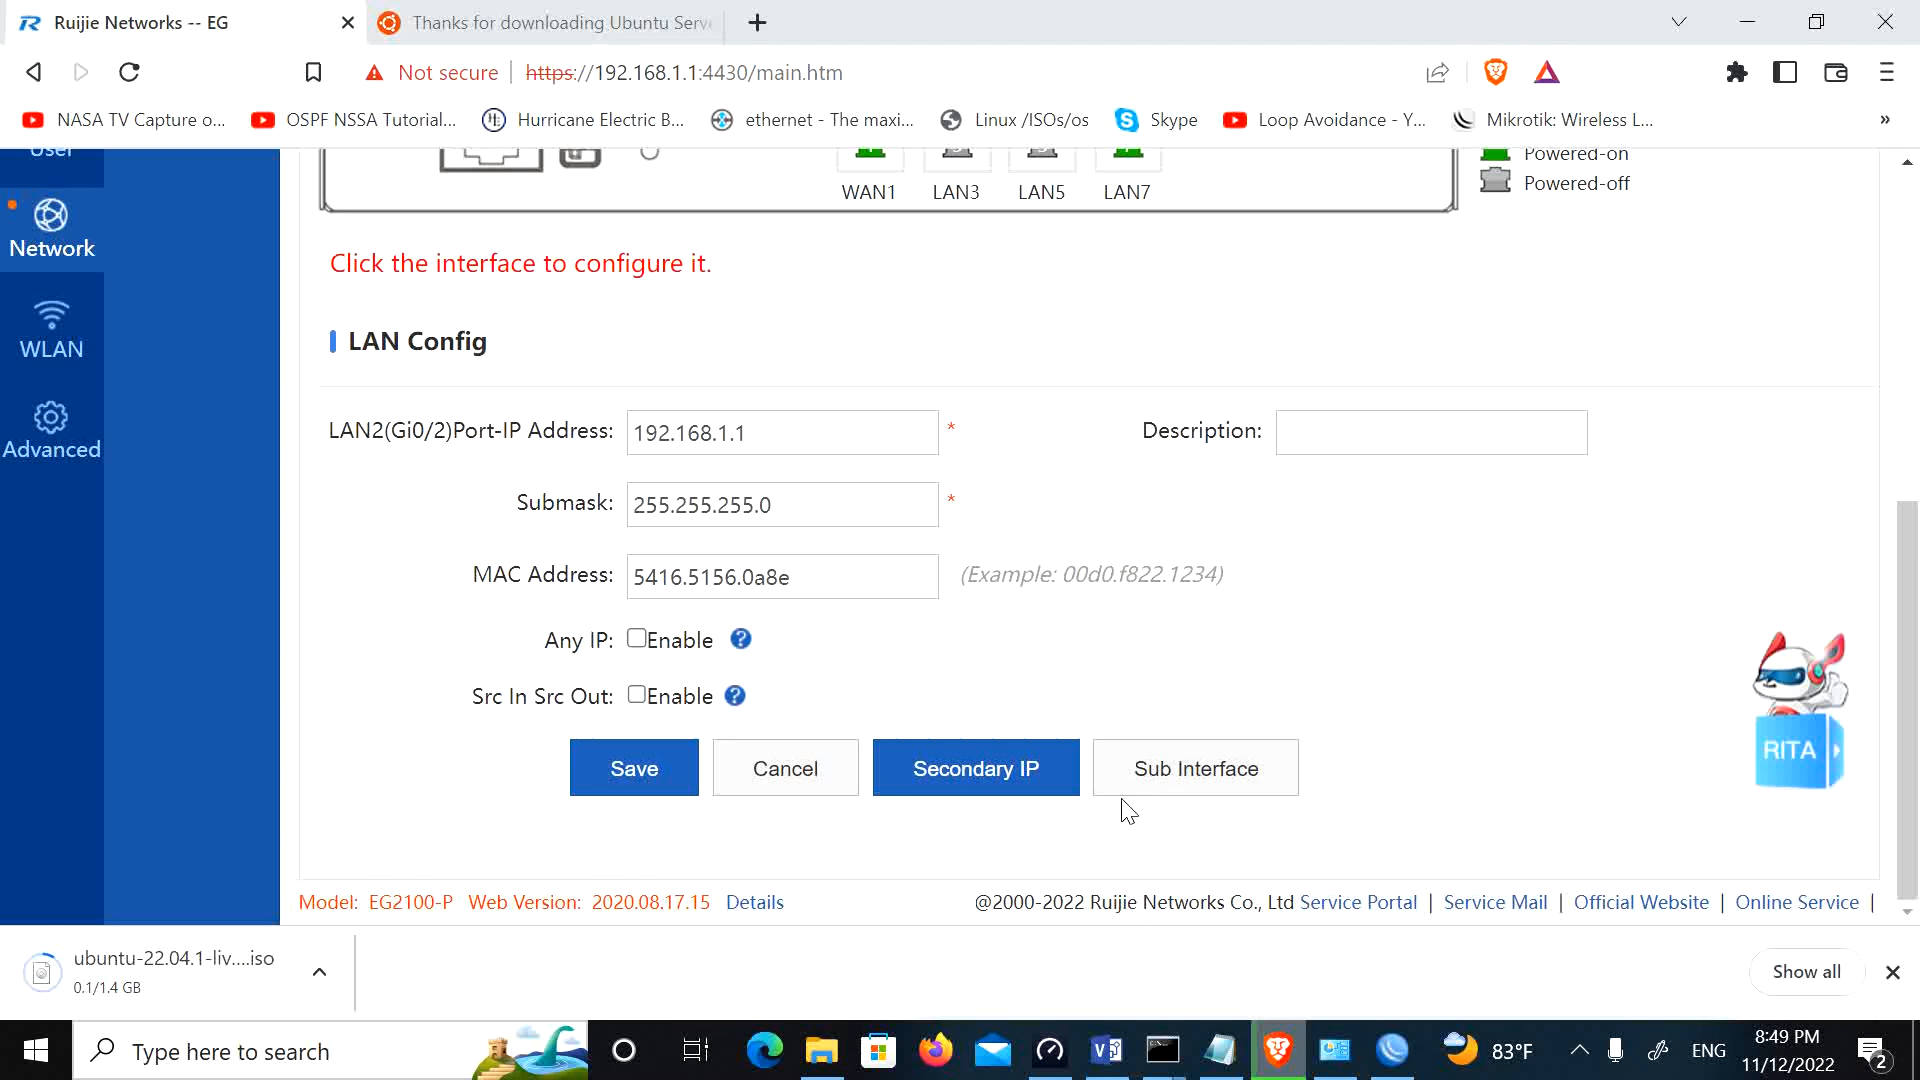 Ruijie Networks -- EG
Thanks for downloading Ubuntu Serv
Not secure
https://192.168.1.1:4430/main.htm
NASA TV Capture o...
OSPF NSSA Tutorial...
Hurricane Electric B...
ethernet - The maxi...
Linux /ISOs/os
Skype
Loop Avoidance - Y...
Mikrotik: Wireless L...
»
User
Network
WLAN
Advanced
WAN1
LAN3
LAN5
LAN7
Powered-on
Powered-off
Click the interface to configure it.
LAN Config
LAN2(Gi0/2)Port-IP Address: 192.168.1.1 *
Description:
Submask: 255.255.255.0 *
MAC Address: 5416.5156.0a8e (Example: 00d0.f822.1234)
Any IP: Enable ?
Src In Src Out: Enable ?
Save
Cancel
Secondary IP
Sub Interface
RITA
Model: EG2100-P Web Version: 2020.08.17.15 Details
@2000-2022 Ruijie Networks Co., Ltd Service Portal | Service Mail | Official Website | Online Service |
ubuntu-22.04.1-liv....iso
0.1/1.4 GB
Show all
Type here to search
83°F
ENG
8:49 PM
11/12/2022
2